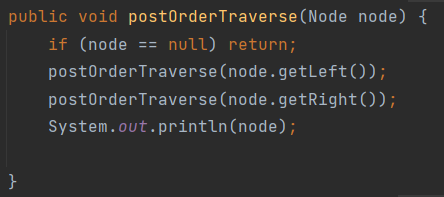 public void postOrderTraverse(Node node) {
    if (node == null) return;
    postOrderTraverse(node.getLeft());
    postOrderTraverse(node.getRight());
    System.out.println(node);
}